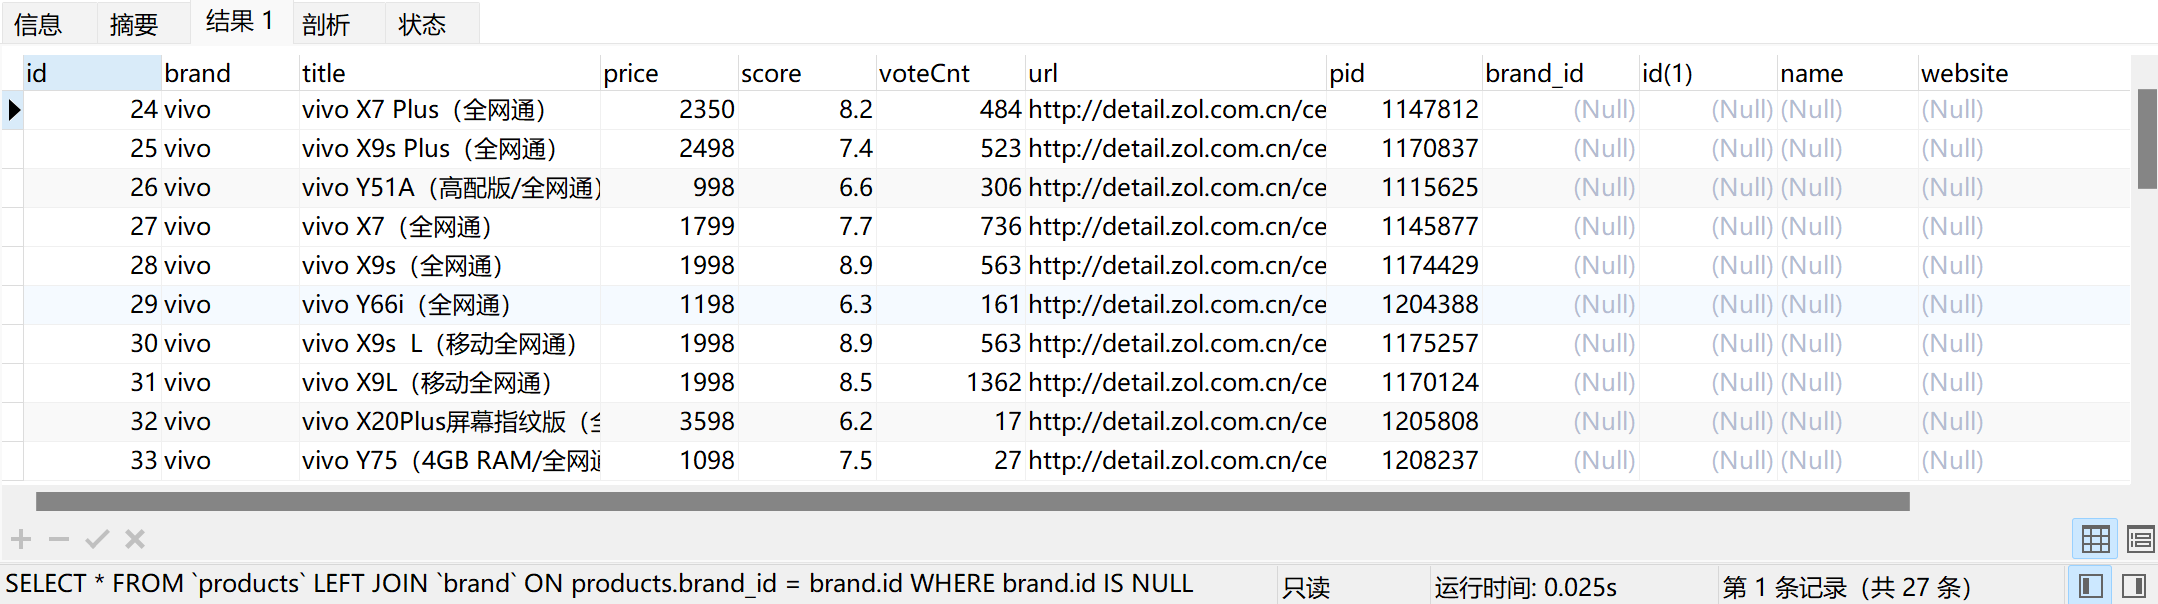 信息 摘要 结果 1 剖析 状态
id brand title price score voteCnt url pid brand_id id(1) name website
24 vivo vivo X7 Plus（全网通） 2350 8.2 484 http://detail.zol.com.cn/ce 1147812 (Null) (Null) (Null) (Null)
25 vivo vivo X9s Plus（全网通） 2498 7.4 523 http://detail.zol.com.cn/ce 1170837 (Null) (Null) (Null) (Null)
26 vivo vivo Y51A（高配版/全网通） 998 6.6 306 http://detail.zol.com.cn/ce 1115625 (Null) (Null) (Null) (Null)
27 vivo vivo X7（全网通） 1799 7.7 736 http://detail.zol.com.cn/ce 1145877 (Null) (Null) (Null) (Null)
28 vivo vivo X9s（全网通） 1998 8.9 563 http://detail.zol.com.cn/ce 1174429 (Null) (Null) (Null) (Null)
29 vivo vivo Y66i（全网通） 1198 6.3 161 http://detail.zol.com.cn/ce 1204388 (Null) (Null) (Null) (Null)
30 vivo vivo X9s  L（移动全网通） 1998 8.9 563 http://detail.zol.com.cn/ce 1175257 (Null) (Null) (Null) (Null)
31 vivo vivo X9L（移动全网通） 1998 8.5 1362 http://detail.zol.com.cn/ce 1170124 (Null) (Null) (Null) (Null)
32 vivo vivo X20Plus屏幕指纹版（全 3598 6.2 17 http://detail.zol.com.cn/ce 1205808 (Null) (Null) (Null) (Null)
33 vivo vivo Y75（4GB RAM/全网通 1098 7.5 27 http://detail.zol.com.cn/ce 1208237 (Null) (Null) (Null) (Null)
SELECT * FROM `products` LEFT JOIN `brand` ON products.brand_id = brand.id WHERE brand.id IS NULL 只读 运行时间: 0.025s 第 1 条记录（共 27 条）